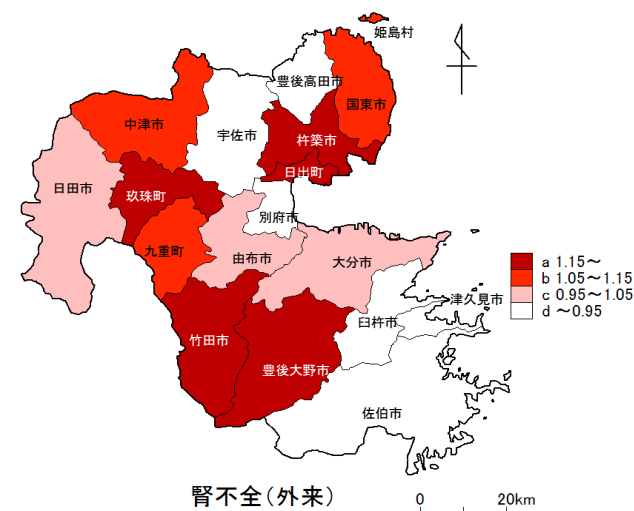 姫島村
豊後高田市
国東市
中津市
宇佐市
杵築市
日出町
日田市
玖珠町
別府市
九重町
由布市
大分市
a 1.15～
b 1.05～1.15
c 0.95～1.05
d ～0.95
津久見市
臼杵市
竹田市
豊後大野市
佐伯市
腎不全(外来)
0 20km